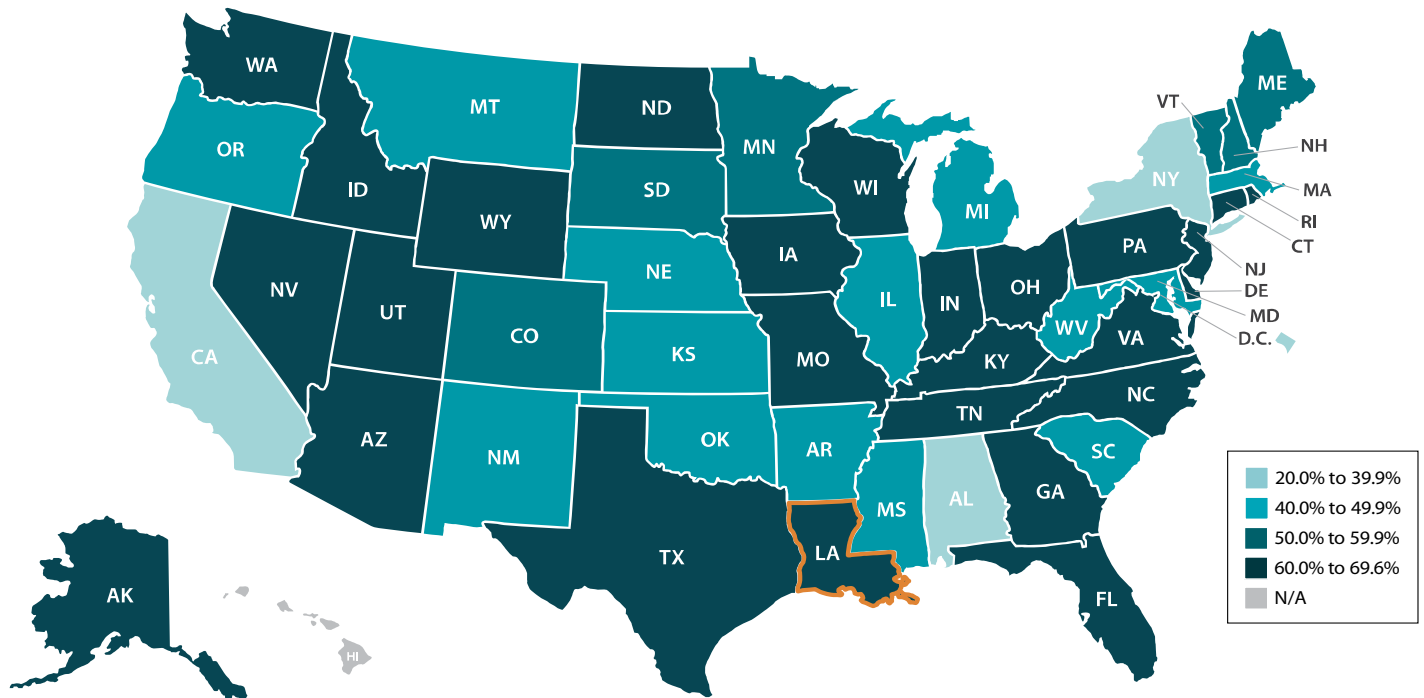 WA
MT
ND
MN
ME
VT
NH
OR
ID
SD
WI
NY
MA
MI
RI
WY
CT
IA
PA
NE
NJ
NV
IL
IN
OH
DE
UT
MD
CO
WV
D.C.
CA
KS
MO
KY
VA
TN
NC
AZ
OK
AR
NM
SC
MS
AL
GA
TX
LA
AK
FL
HI
20.0% to 39.9%
40.0% to 49.9%
50.0% to 59.9%
60.0% to 69.6%
N/A